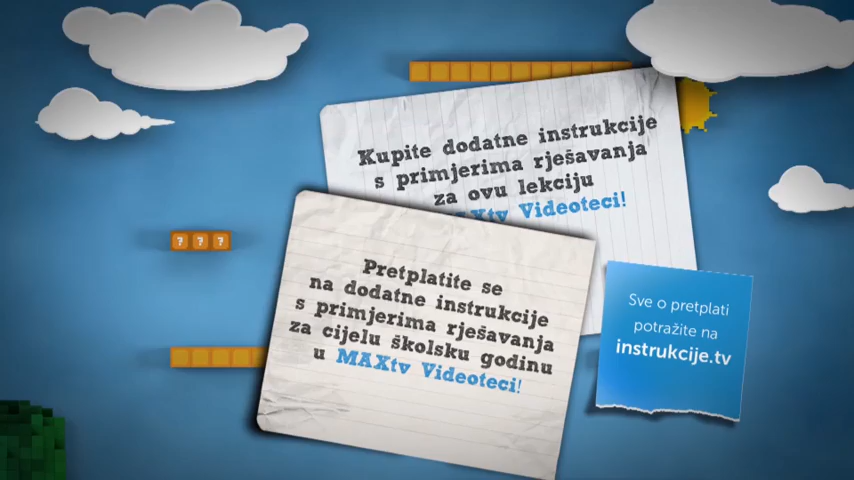 Kupite dodatne instrukcije
s primjerima rješavanja
za ovu lekciju
Videoteci!
Pretplatite se
na dodatne instrukcije
s primjerima rješavanja
za cijelu školsku godinu
u MAXtv Videoteci!
Sve o pretplati
potražite na
instrukcije.tv
? ? ?